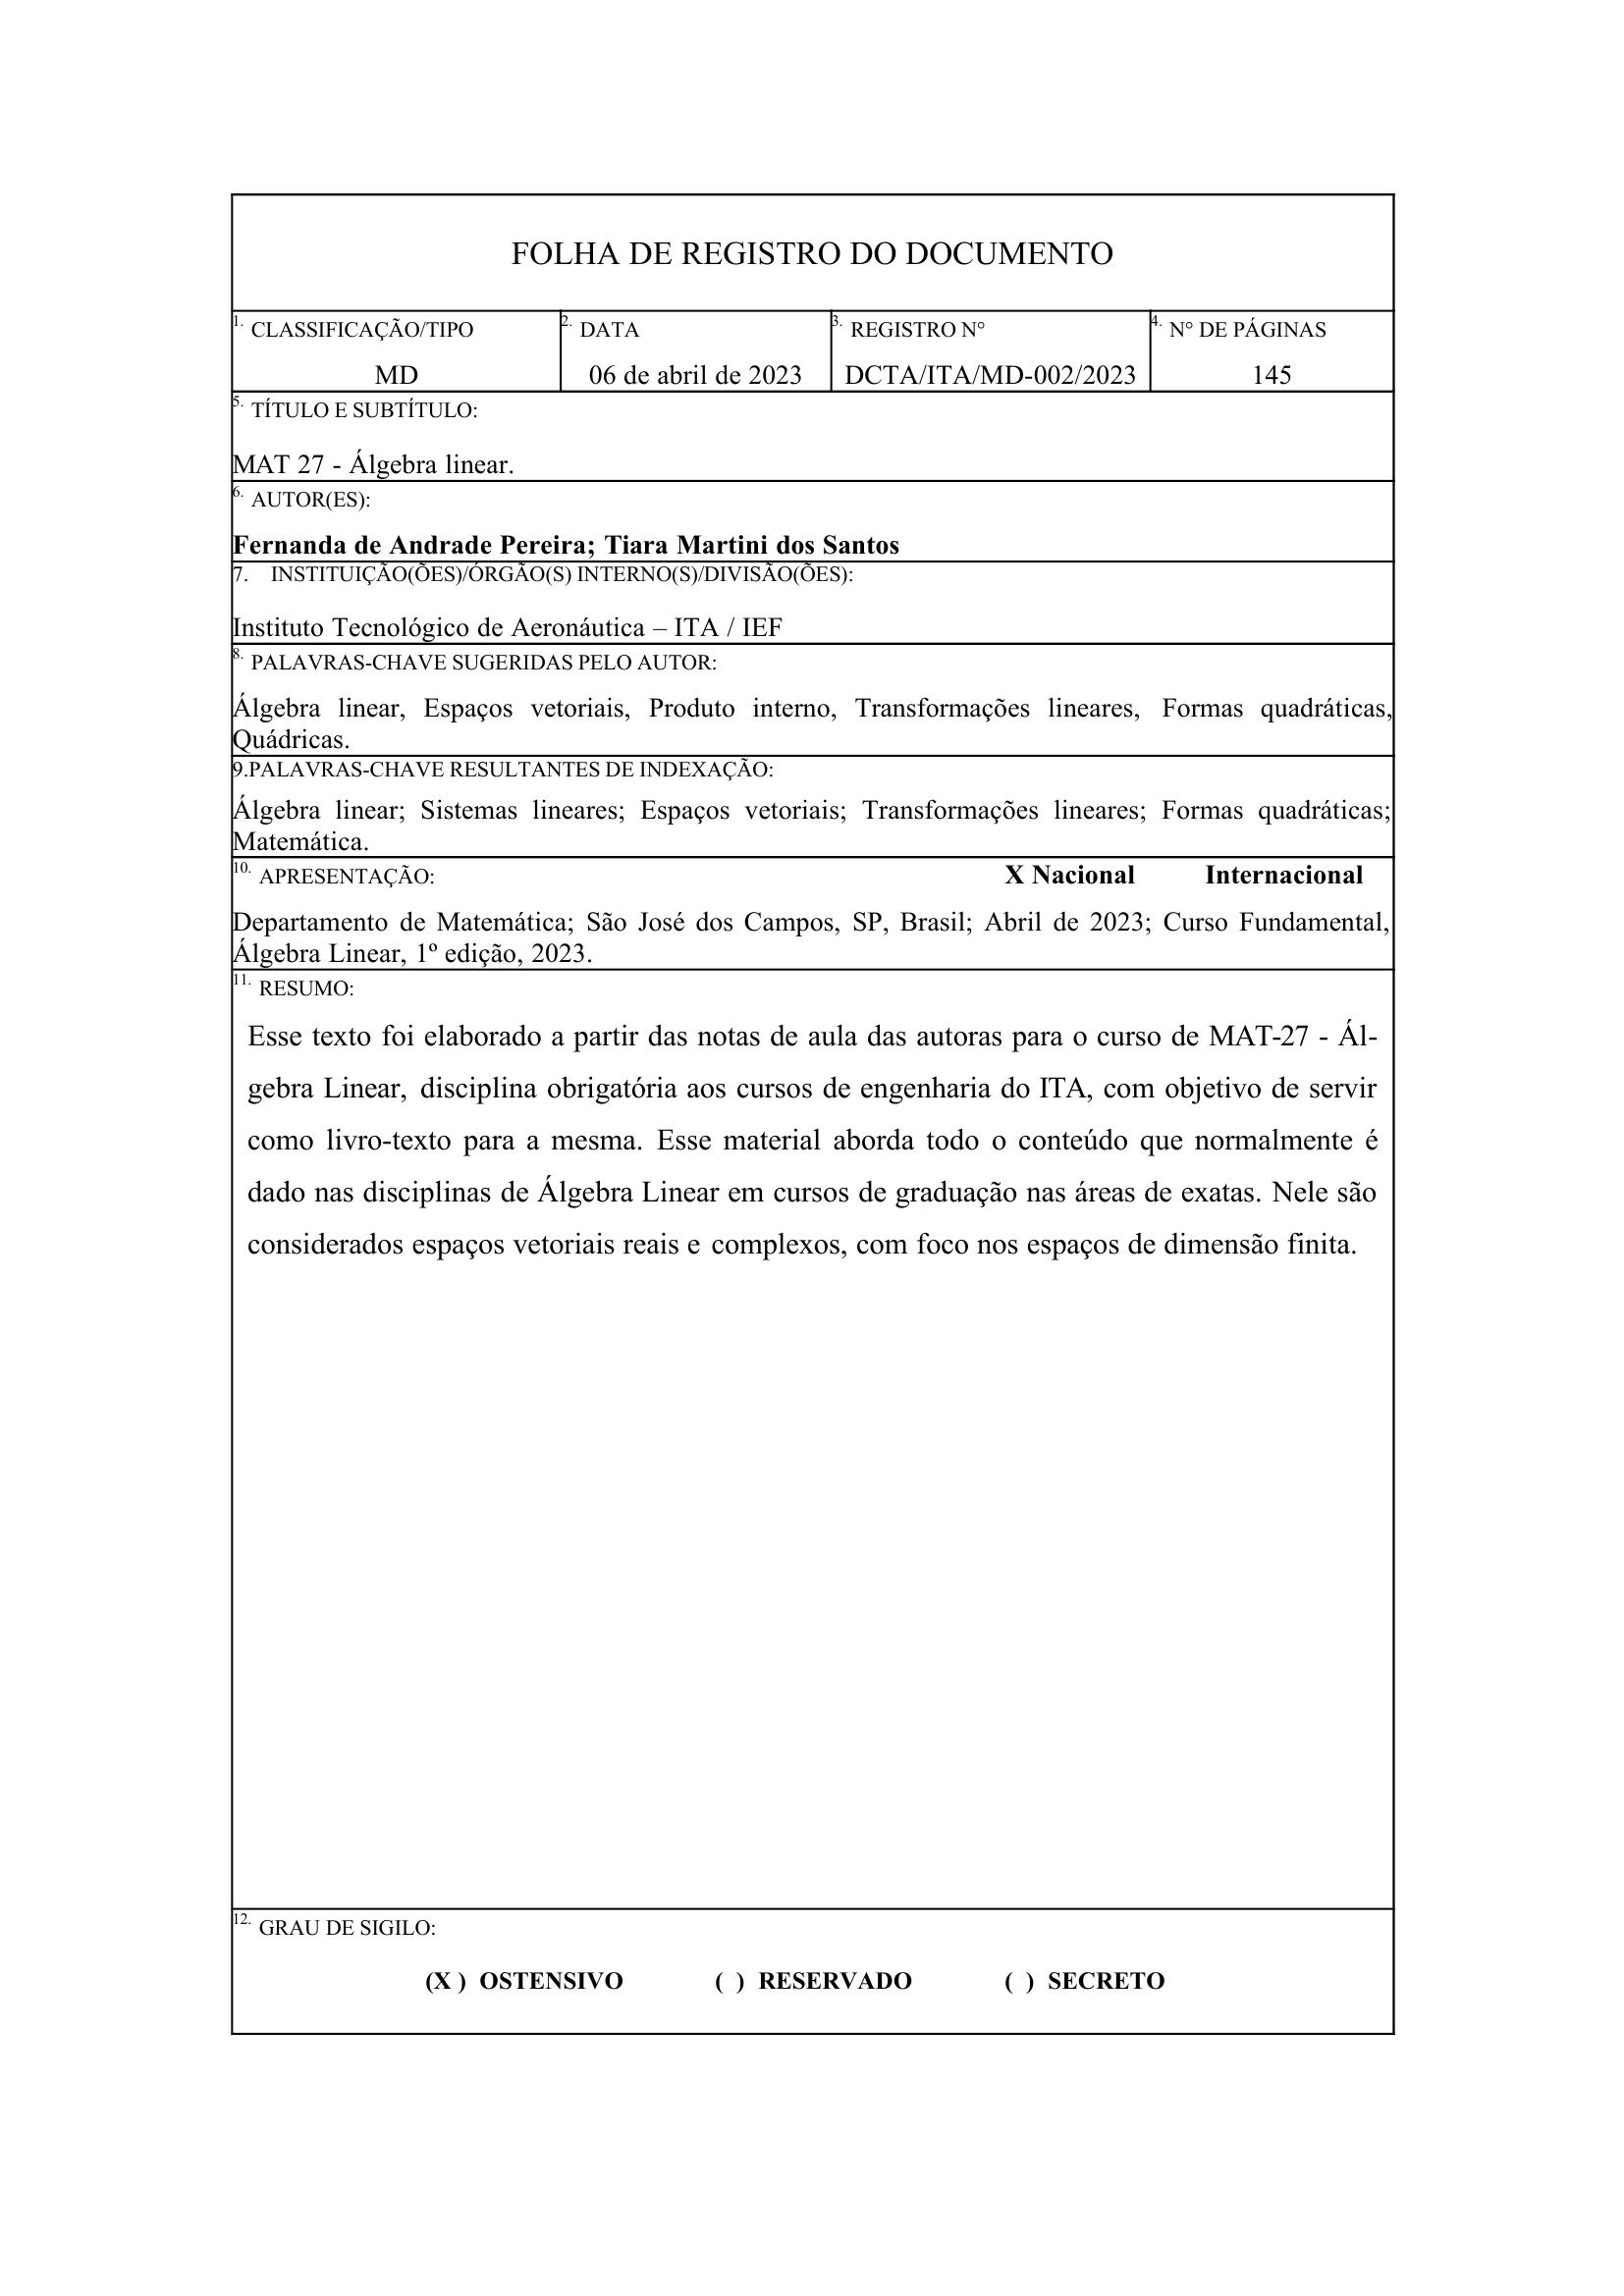 FOLHA DE REGISTRO DO DOCUMENTO
1. CLASSIFICAÇÃO/TIPO
MD
2. DATA
06 de abril de 2023
3. REGISTRO N°
DCTA/ITA/MD-002/2023
4. N° DE PÁGINAS
145
5. TÍTULO E SUBTÍTULO:
MAT 27 - Álgebra linear.
6. AUTOR(ES):
Fernanda de Andrade Pereira; Tiara Martini dos Santos
7. INSTITUIÇÃO(ÕES)/ÓRGÃO(S) INTERNO(S)/DIVISÃO(ÕES):
Instituto Tecnológico de Aeronáutica – ITA / IEF
8. PALAVRAS-CHAVE SUGERIDAS PELO AUTOR:
Álgebra linear, Espaços vetoriais, Produto interno, Transformações lineares, Formas quadráticas,
Quádricas.
9.PALAVRAS-CHAVE RESULTANTES DE INDEXAÇÃO:
Álgebra linear; Sistemas lineares; Espaços vetoriais; Transformações lineares; Formas quadráticas;
Matemática.
10. APRESENTAÇÃO: X Nacional Internacional
Departamento de Matemática; São José dos Campos, SP, Brasil; Abril de 2023; Curso Fundamental,
Álgebra Linear, 1º edição, 2023.
11. RESUMO:
Esse texto foi elaborado a partir das notas de aula das autoras para o curso de MAT-27 - Ál-
gebra Linear, disciplina obrigatória aos cursos de engenharia do ITA, com objetivo de servir
como livro-texto para a mesma. Esse material aborda todo o conteúdo que normalmente é
dado nas disciplinas de Álgebra Linear em cursos de graduação nas áreas de exatas. Nele são
considerados espaços vetoriais reais e complexos, com foco nos espaços de dimensão finita.
12. GRAU DE SIGILO:
(X ) OSTENSIVO ( ) RESERVADO ( ) SECRETO